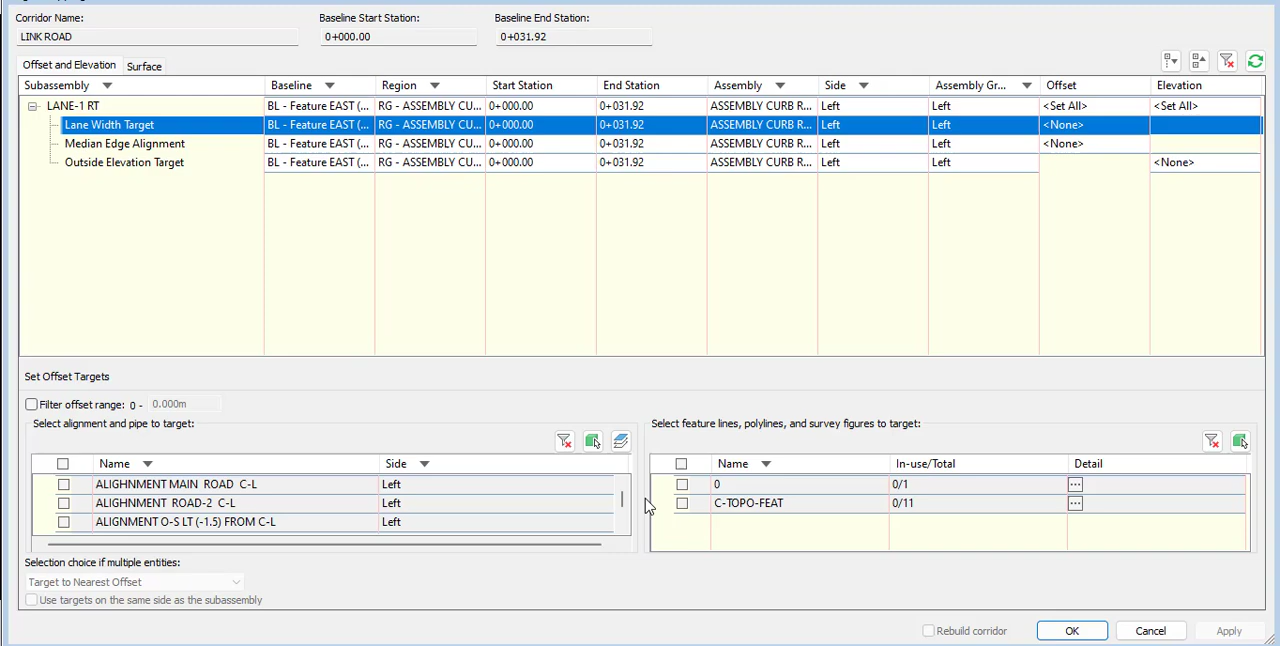 Corridor Name: Baseline Start Station: Baseline End Station:
LINK ROAD 0+000.00 0+031.92
Offset and Elevation Surface
Subassembly Baseline Region Start Station End Station Assembly Side Assembly Gr... Offset Elevation
LANE-1 RT BL - Feature EAST (... RG - ASSEMBLY CU... 0+000.00 0+031.92 ASSEMBLY CURB R... Left Left <Set All> <Set All>
Lane Width Target BL - Feature EAST (... RG - ASSEMBLY CU... 0+000.00 0+031.92 ASSEMBLY CURB R... Left Left <None>
Median Edge Alignment BL - Feature EAST (... RG - ASSEMBLY CU... 0+000.00 0+031.92 ASSEMBLY CURB R... Left Left <None>
Outside Elevation Target BL - Feature EAST (... RG - ASSEMBLY CU... 0+000.00 0+031.92 ASSEMBLY CURB R... Left Left <None>
Set Offset Targets
Filter offset range: 0 - 0.000m
Select alignment and pipe to target: Select feature lines, polylines, and survey figures to target:
Name Side Name In-use/Total Detail
ALIGHNMENT MAIN ROAD C-L Left 0 0/1 ...
ALIGHNMENT ROAD-2 C-L Left C-TOPO-FEAT 0/11 ...
ALIGNMENT O-S LT (-1.5) FROM C-L Left
Selection choice if multiple entities:
Target to Nearest Offset
Use targets on the same side as the subassembly
Rebuild corridor OK Cancel Apply